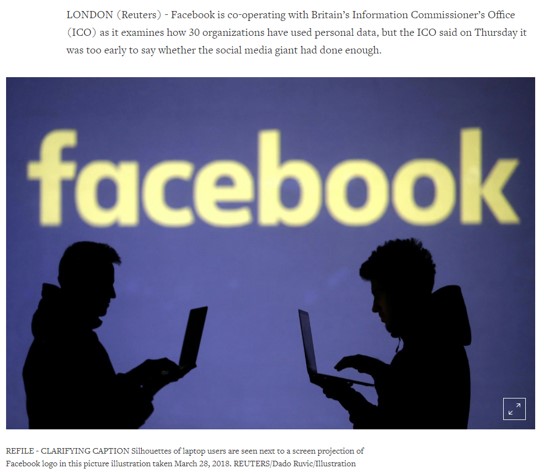 LONDON (Reuters) - Facebook is co-operating with Britain’s Information Commissioner’s Office
(ICO) as it examines how 30 organizations have used personal data, but the ICO said on Thursday it
was too early to say whether the social media giant had done enough.
facebook
REFILE - CLARIFYING CAPTION Silhouettes of laptop users are seen next to a screen projection of
Facebook logo in this picture illustration taken March 28, 2018. REUTERS/Dado Ruvic/Illustration